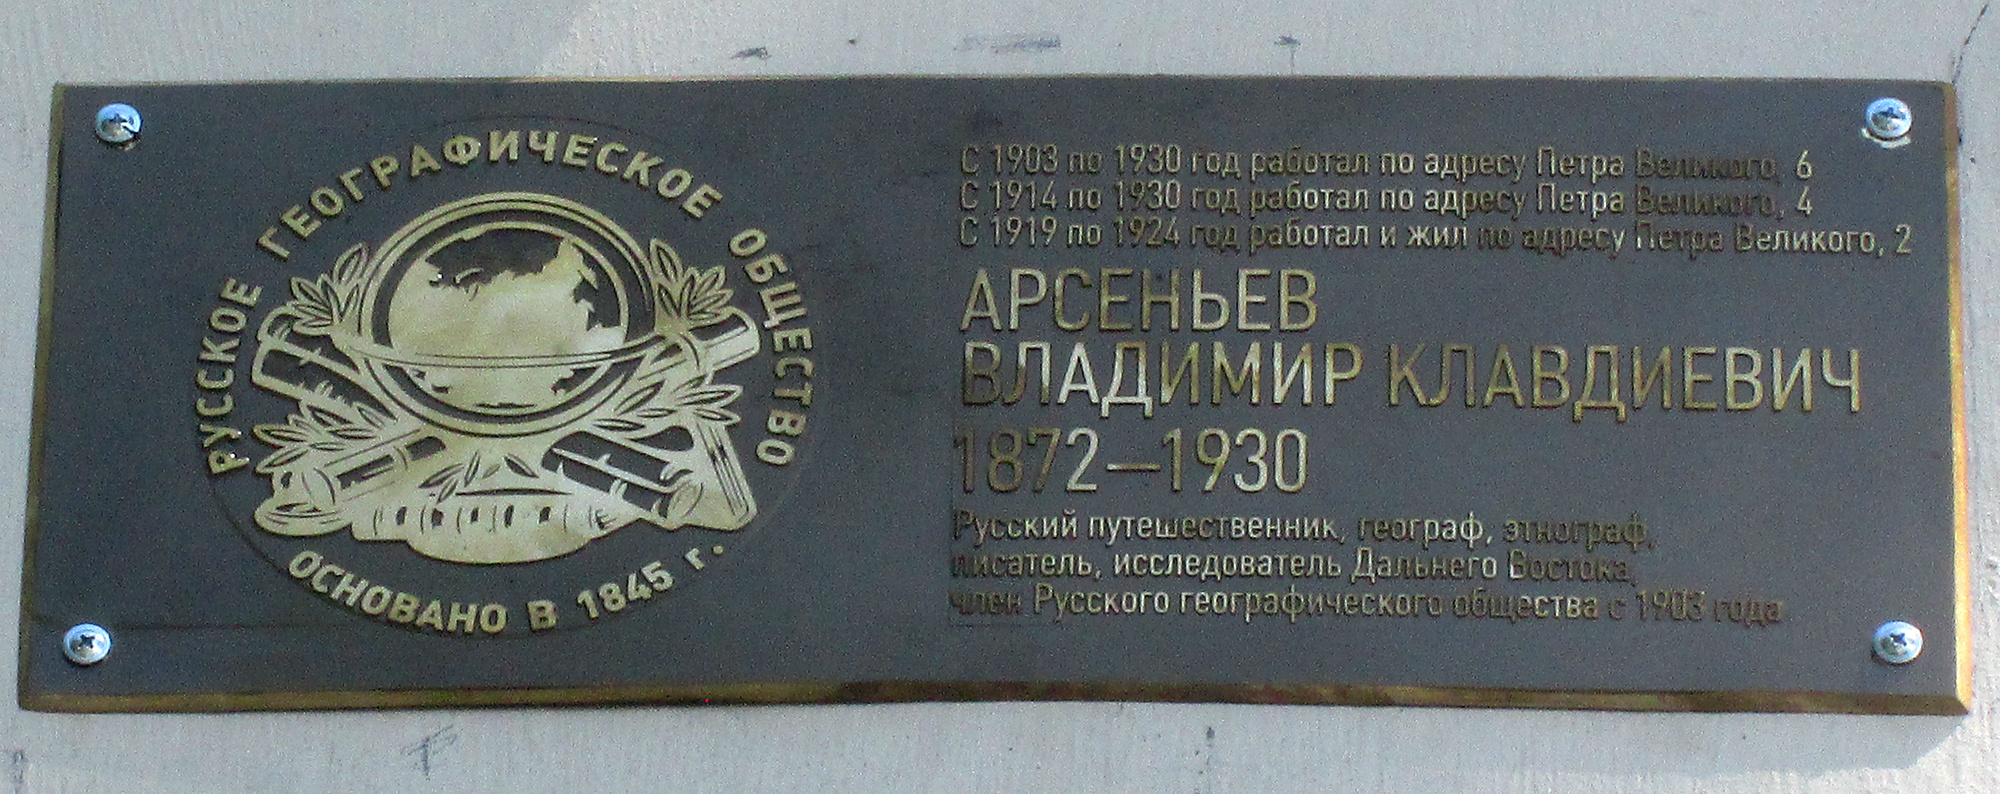 РУССКОЕ ГЕОГРАФИЧЕСКОЕ ОБЩЕСТВО
ОСНОВАНО В 1845 г.
С 1903 по 1930 год работал по адресу Петра Великого, 6
С 1914 по 1930 год работал по адресу Петра Великого, 4
С 1919 по 1924 год работал и жил по адресу Петра Великого, 2
АРСЕНЬЕВ
ВЛАДИМИР КЛАВДИЕВИЧ
1872—1930
Русский путешественник, географ, этнограф,
писатель, исследователь Дальнего Востока,
член Русского географического общества с 1903 года